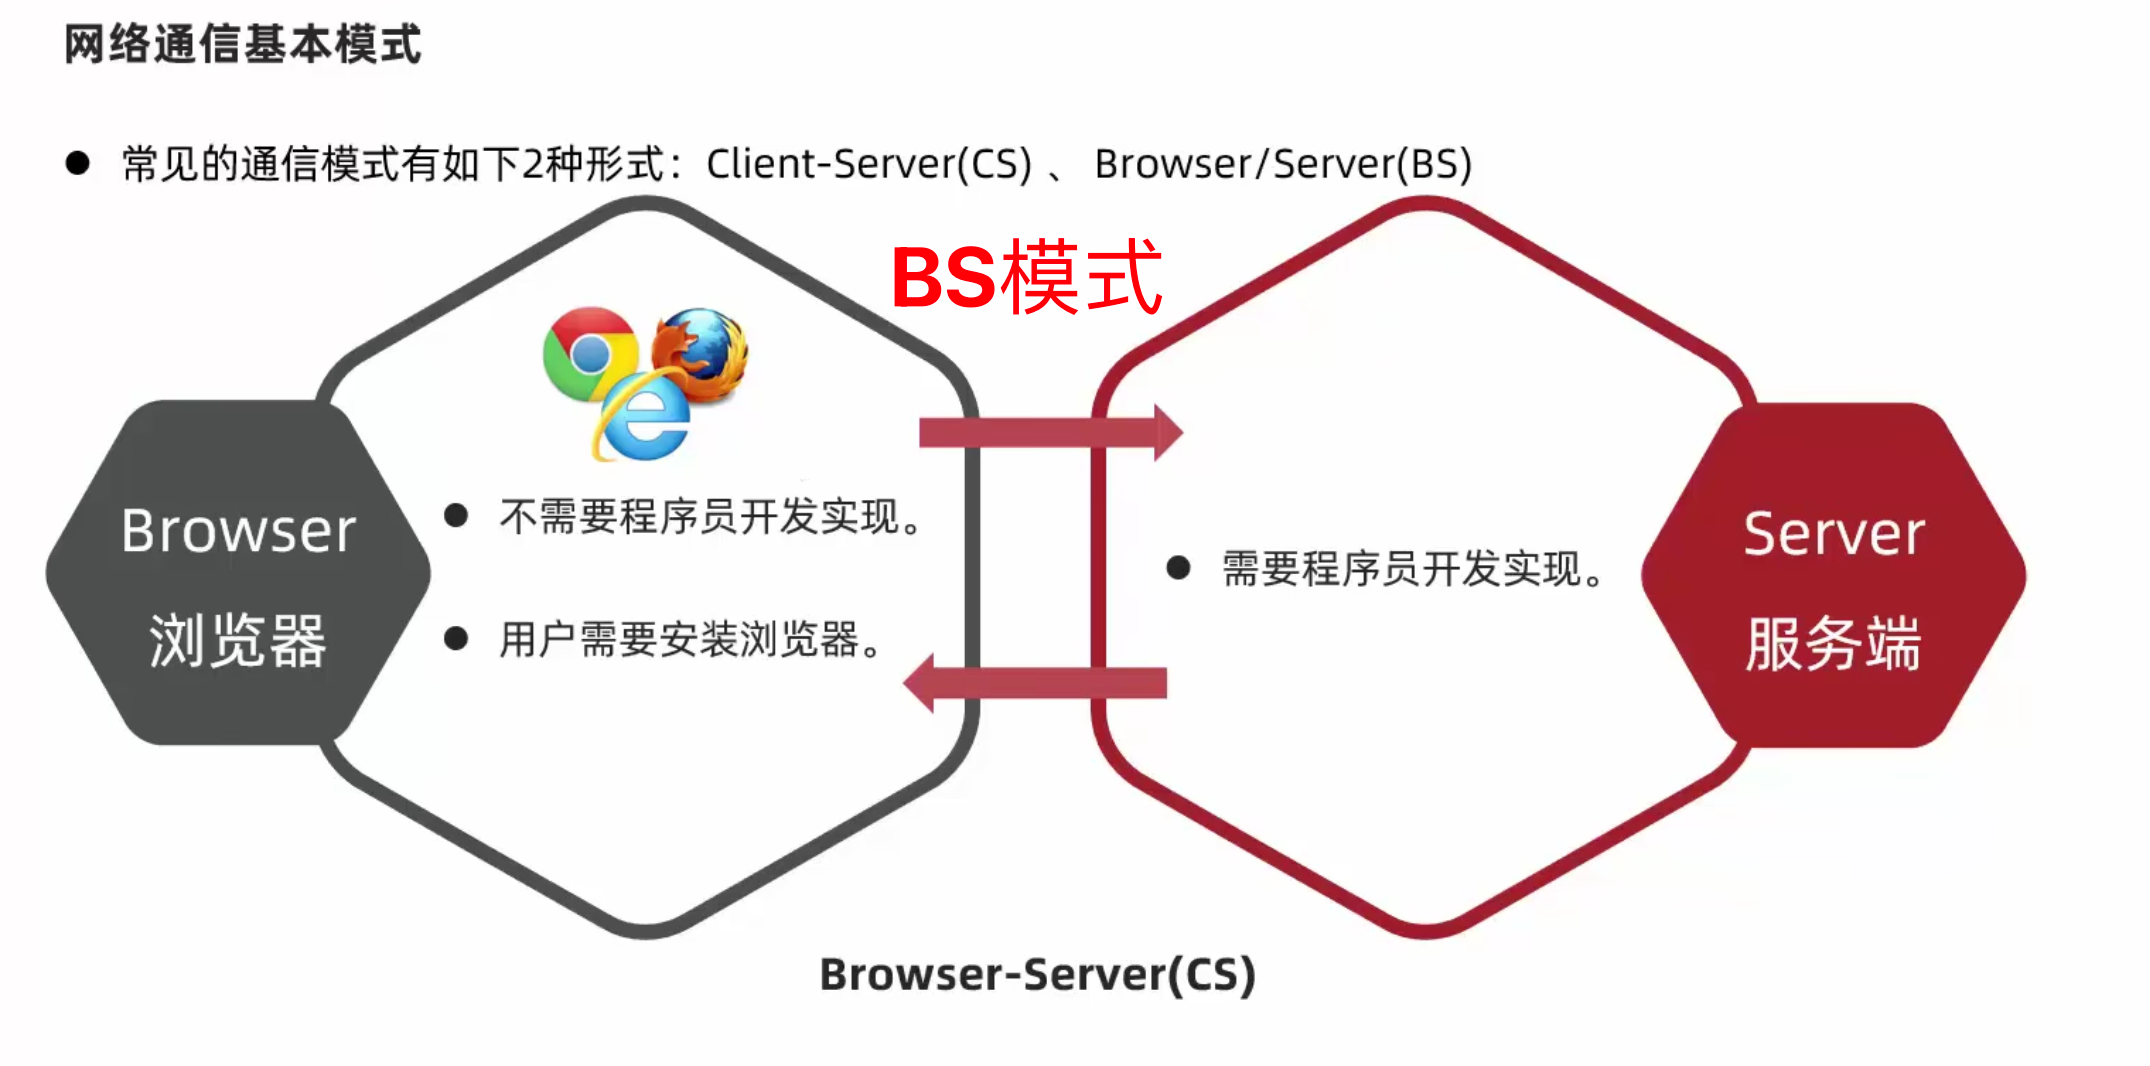 网络通信基本模式
● 常见的通信模式有如下2种形式：Client-Server(CS) 、 Browser/Server(BS)
BS模式
Browser
浏览器
● 不需要程序员开发实现。
● 用户需要安装浏览器。
● 需要程序员开发实现。
Server
服务端
Browser-Server(CS)